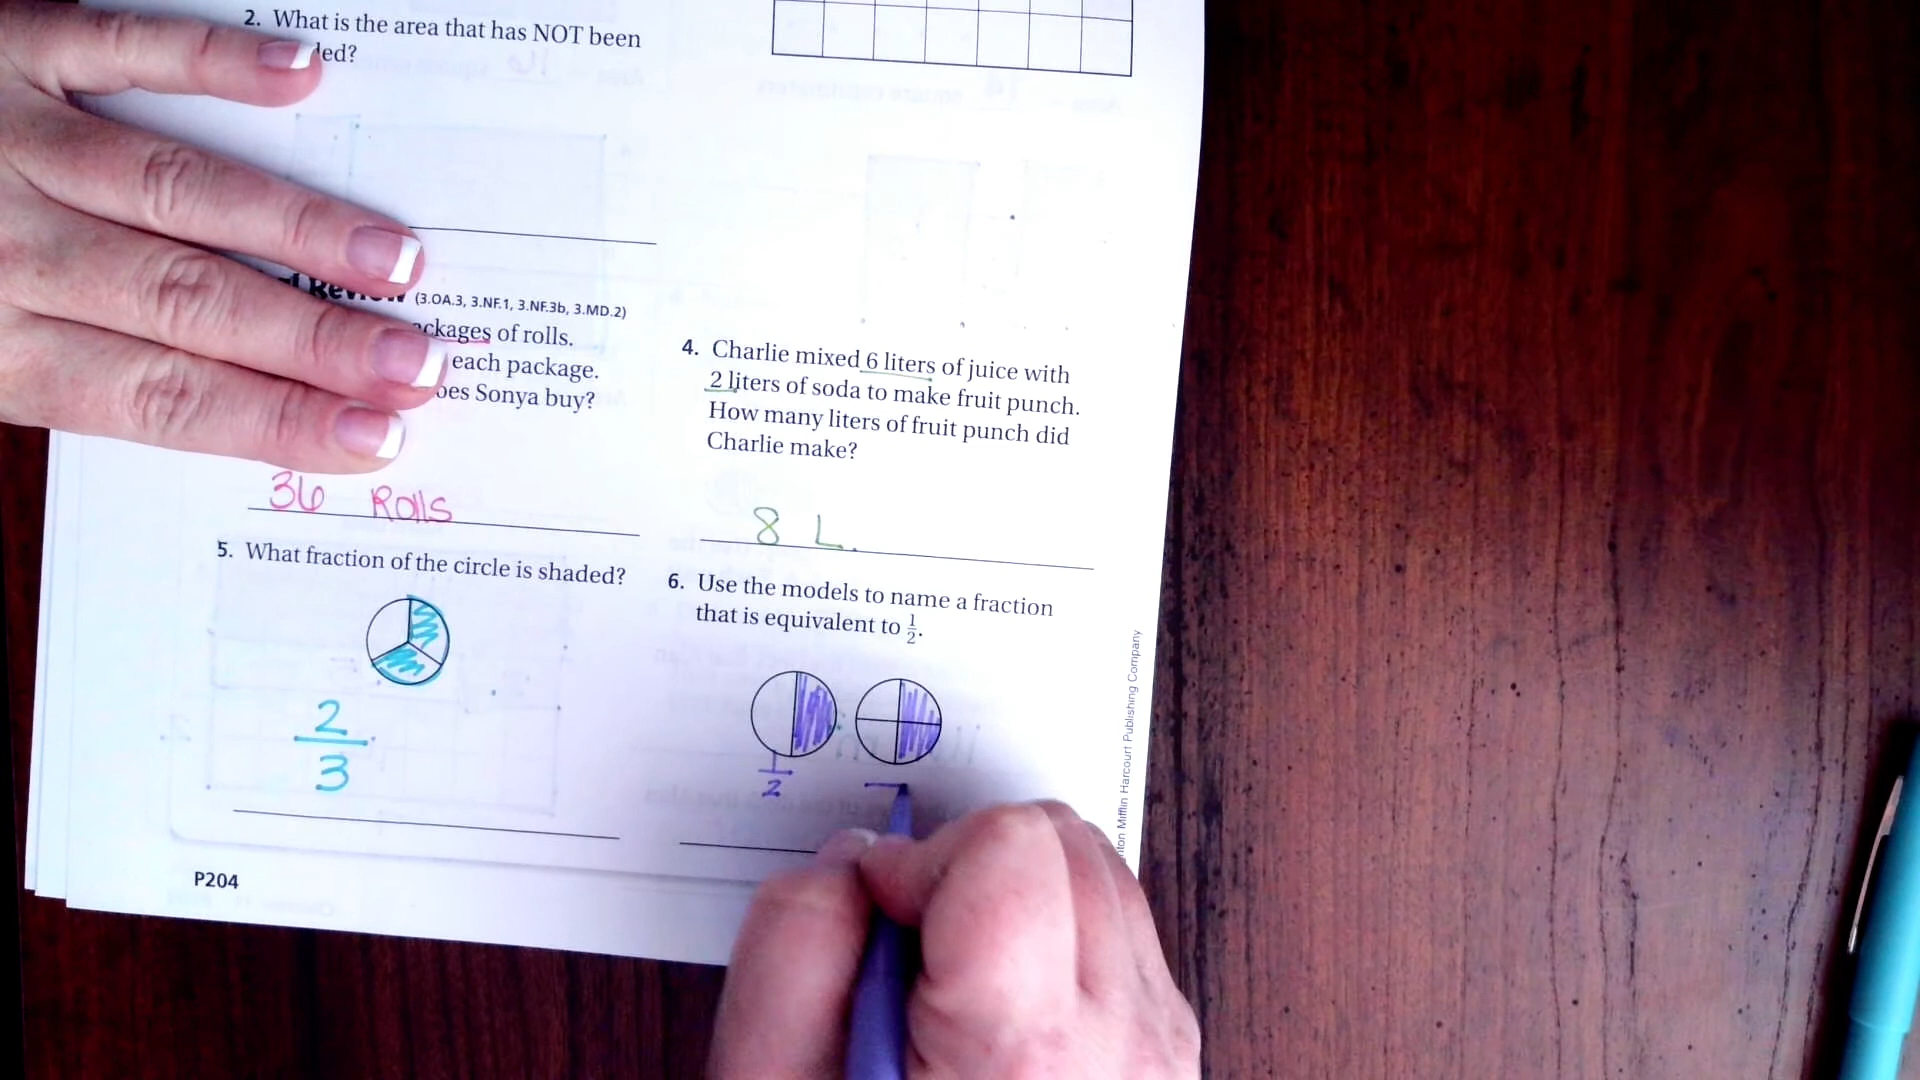 2. What is the area that has NOT been
(3.OA.3, 3.NF.1, 3.NF.3b, 3.MD.2)
of rolls.
each package.
Sonya buy?
36 Rolls
4. Charlie mixed 6 liters of juice with
2 liters of soda to make fruit punch.
How many liters of fruit punch did
Charlie make?
8 L.
5. What fraction of the circle is shaded?
2
3
6. Use the models to name a fraction
that is equivalent to 1/2.
1
2
P204
Mifflin Harcourt Publishing Company